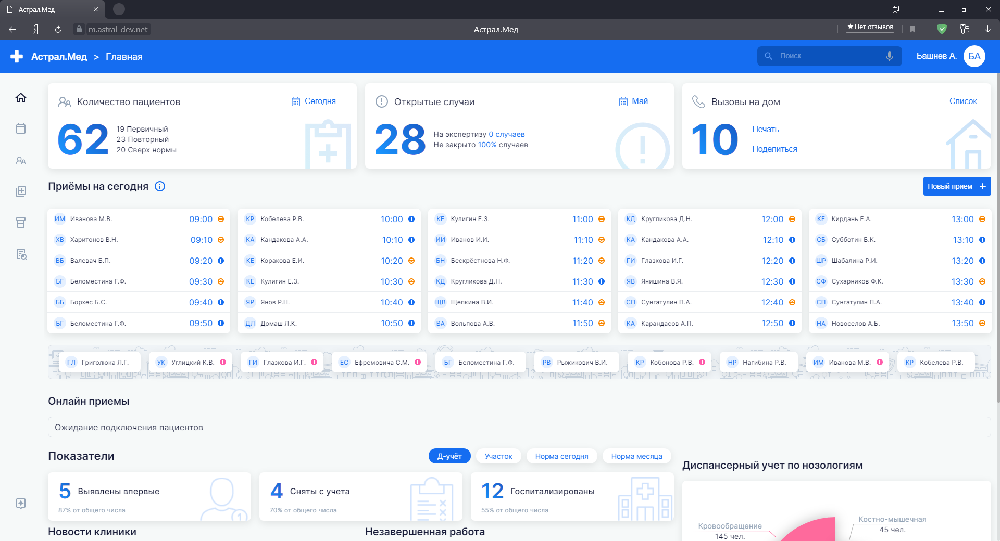 Астрал.Мед
m.astral-dev.net
Астрал.Мед
★ Нет отзывов
Астрал.Мед > Главная
Поиск...
Башнев А. БА
Количество пациентов
Сегодня
62
19 Первичный
23 Повторный
20 Сверх нормы
Открытые случаи
Май
28
На экспертизу 0 случаев
Не закрыто 100% случаев
Вызовы на дом
Список
10
Печать
Поделиться
Приёмы на сегодня
Новый приём +
ИМ Иванова М.В. 09:00
ХВ Харитонов В.Н. 09:10
ВБ Валевач Б.П. 09:20
БГ Беломестина Г.Ф. 09:30
ББ Борхес Б.С. 09:40
БГ Беломестина Г.Ф. 09:50
КР Кобелева Р.В. 10:00
КА Кандакова А.А. 10:10
КЕ Коракова Е.И. 10:20
КЕ Кулигин Е.З. 10:30
ЯР Янов Р.Н. 10:40
ДЛ Домаш Л.К. 10:50
КЕ Кулигин Е.З. 11:00
ИИ Иванов И.И. 11:10
БН Бескрёстнова Н.Ф. 11:20
КД Кругликова Д.Н. 11:30
ЩВ Щепкина В.И. 11:40
ВА Вольпова А.В. 11:50
КД Кругликова Д.Н. 12:00
КА Кандакова А.А. 12:10
ГИ Глазкова И.Г. 12:20
ЯВ Янишина В.Я. 12:30
СП Сунгатулин П.А. 12:40
КА Карандасов А.П. 12:50
КЕ Кирдань Е.А. 13:00
СБ Субботин Б.К. 13:10
ШР Шабалина Р.И. 13:20
СФ Сухарников Ф.К. 13:30
СП Сунгатулин П.А. 13:40
НА Новоселов А.Б. 13:50
ГЛ Григолюка Л.Г.
УК Углицкий К.В.
ГИ Глазкова И.Г.
ЕС Ефремовича С.М.
БГ Беломестина Г.Ф.
РВ Рыжикович В.И.
КР Кобонова Р.В.
НР Нагибина Р.В.
ИМ Иванова М.В.
КР Кобелева Р.В.
Онлайн приемы
Ожидание подключения пациентов
Показатели
Д-учёт
Участок
Норма сегодня
Норма месяца
5 Выявлены впервые
87% от общего числа
4 Сняты с учета
70% от общего числа
12 Госпитализированы
55% от общего числа
Диспансерный учет по нозологиям
Кровообращение
145 чел.
Костно-мышечная
45 чел.
Новости клиники
Незавершенная работа